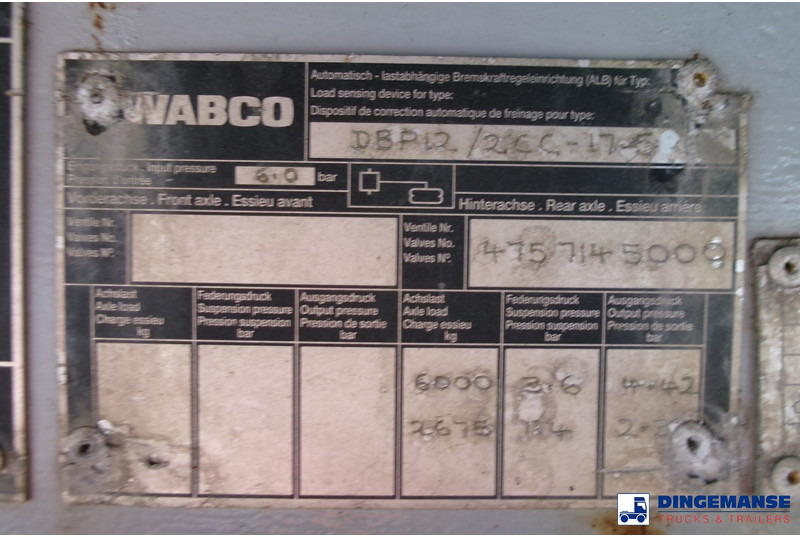 WABCO
Automatisch - lastabhängige Bremskraftregeleinrichtung (ALB) für Typ:
Load sensing device for type:
Dispositif de correction automatique de freinage pour type:
DBP12/2CC-17-
Input pressure
6.0 bar
Vorderachse . Front axle . Essieu avant
Hinterachse . Rear axle . Essieu arrière
Ventile Nr.
Valves No.
Valves Nº.
Ventile Nr.
Valves No.
Valves Nº.
475 714 5000
Achslast
Axle load
Charge essieu
kg
Federungsdruck
Suspension pressure
Pression suspension
bar
Ausgangsdruck
Output pressure
Pression de sortie
bar
Achslast
Axle load
Charge essieu
kg
Federungsdruck
Suspension pressure
Pression suspension
bar
Ausgangsdruck
Output pressure
Pression de sortie
bar
6000 3.6 4.42
2675
DINGEMANSE
TRUCKS & TRAILERS